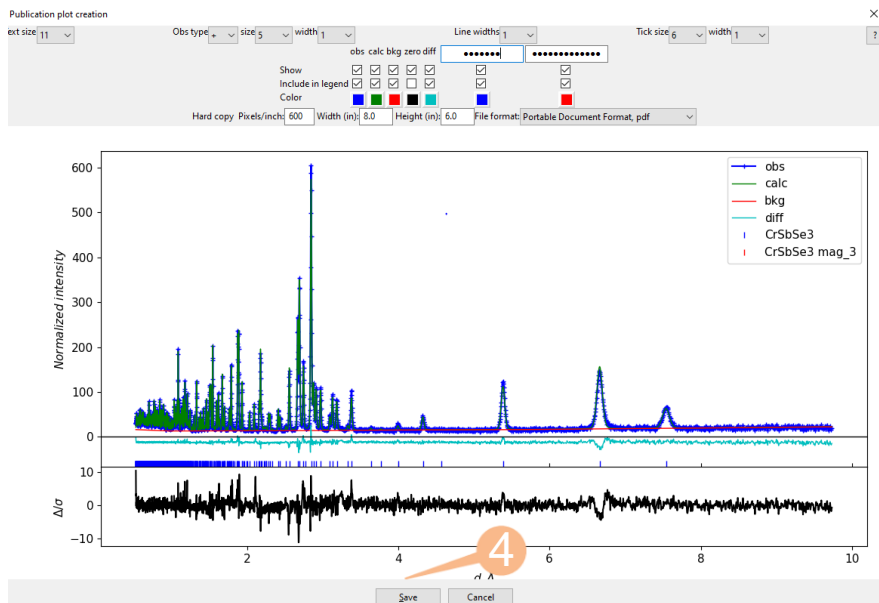 Publication plot creation
ext size 11 Obs type + size 5 width 1 Line widths 1 Tick size 6 width 1 ?
obs calc bkg zero diff ••••••• •••••••••••••
Show
Include in legend
Color
Hard copy Pixels/inch: 600 Width (in): 8.0 Height (in): 6.0 File format: Portable Document Format, pdf
600
500
400
300
200
100
0
Normalized intensity
obs
calc
bkg
diff
CrSbSe3
CrSbSe3 mag_3
10
0
−10
Δ/σ
2 4 6 8 10
4
Save Cancel